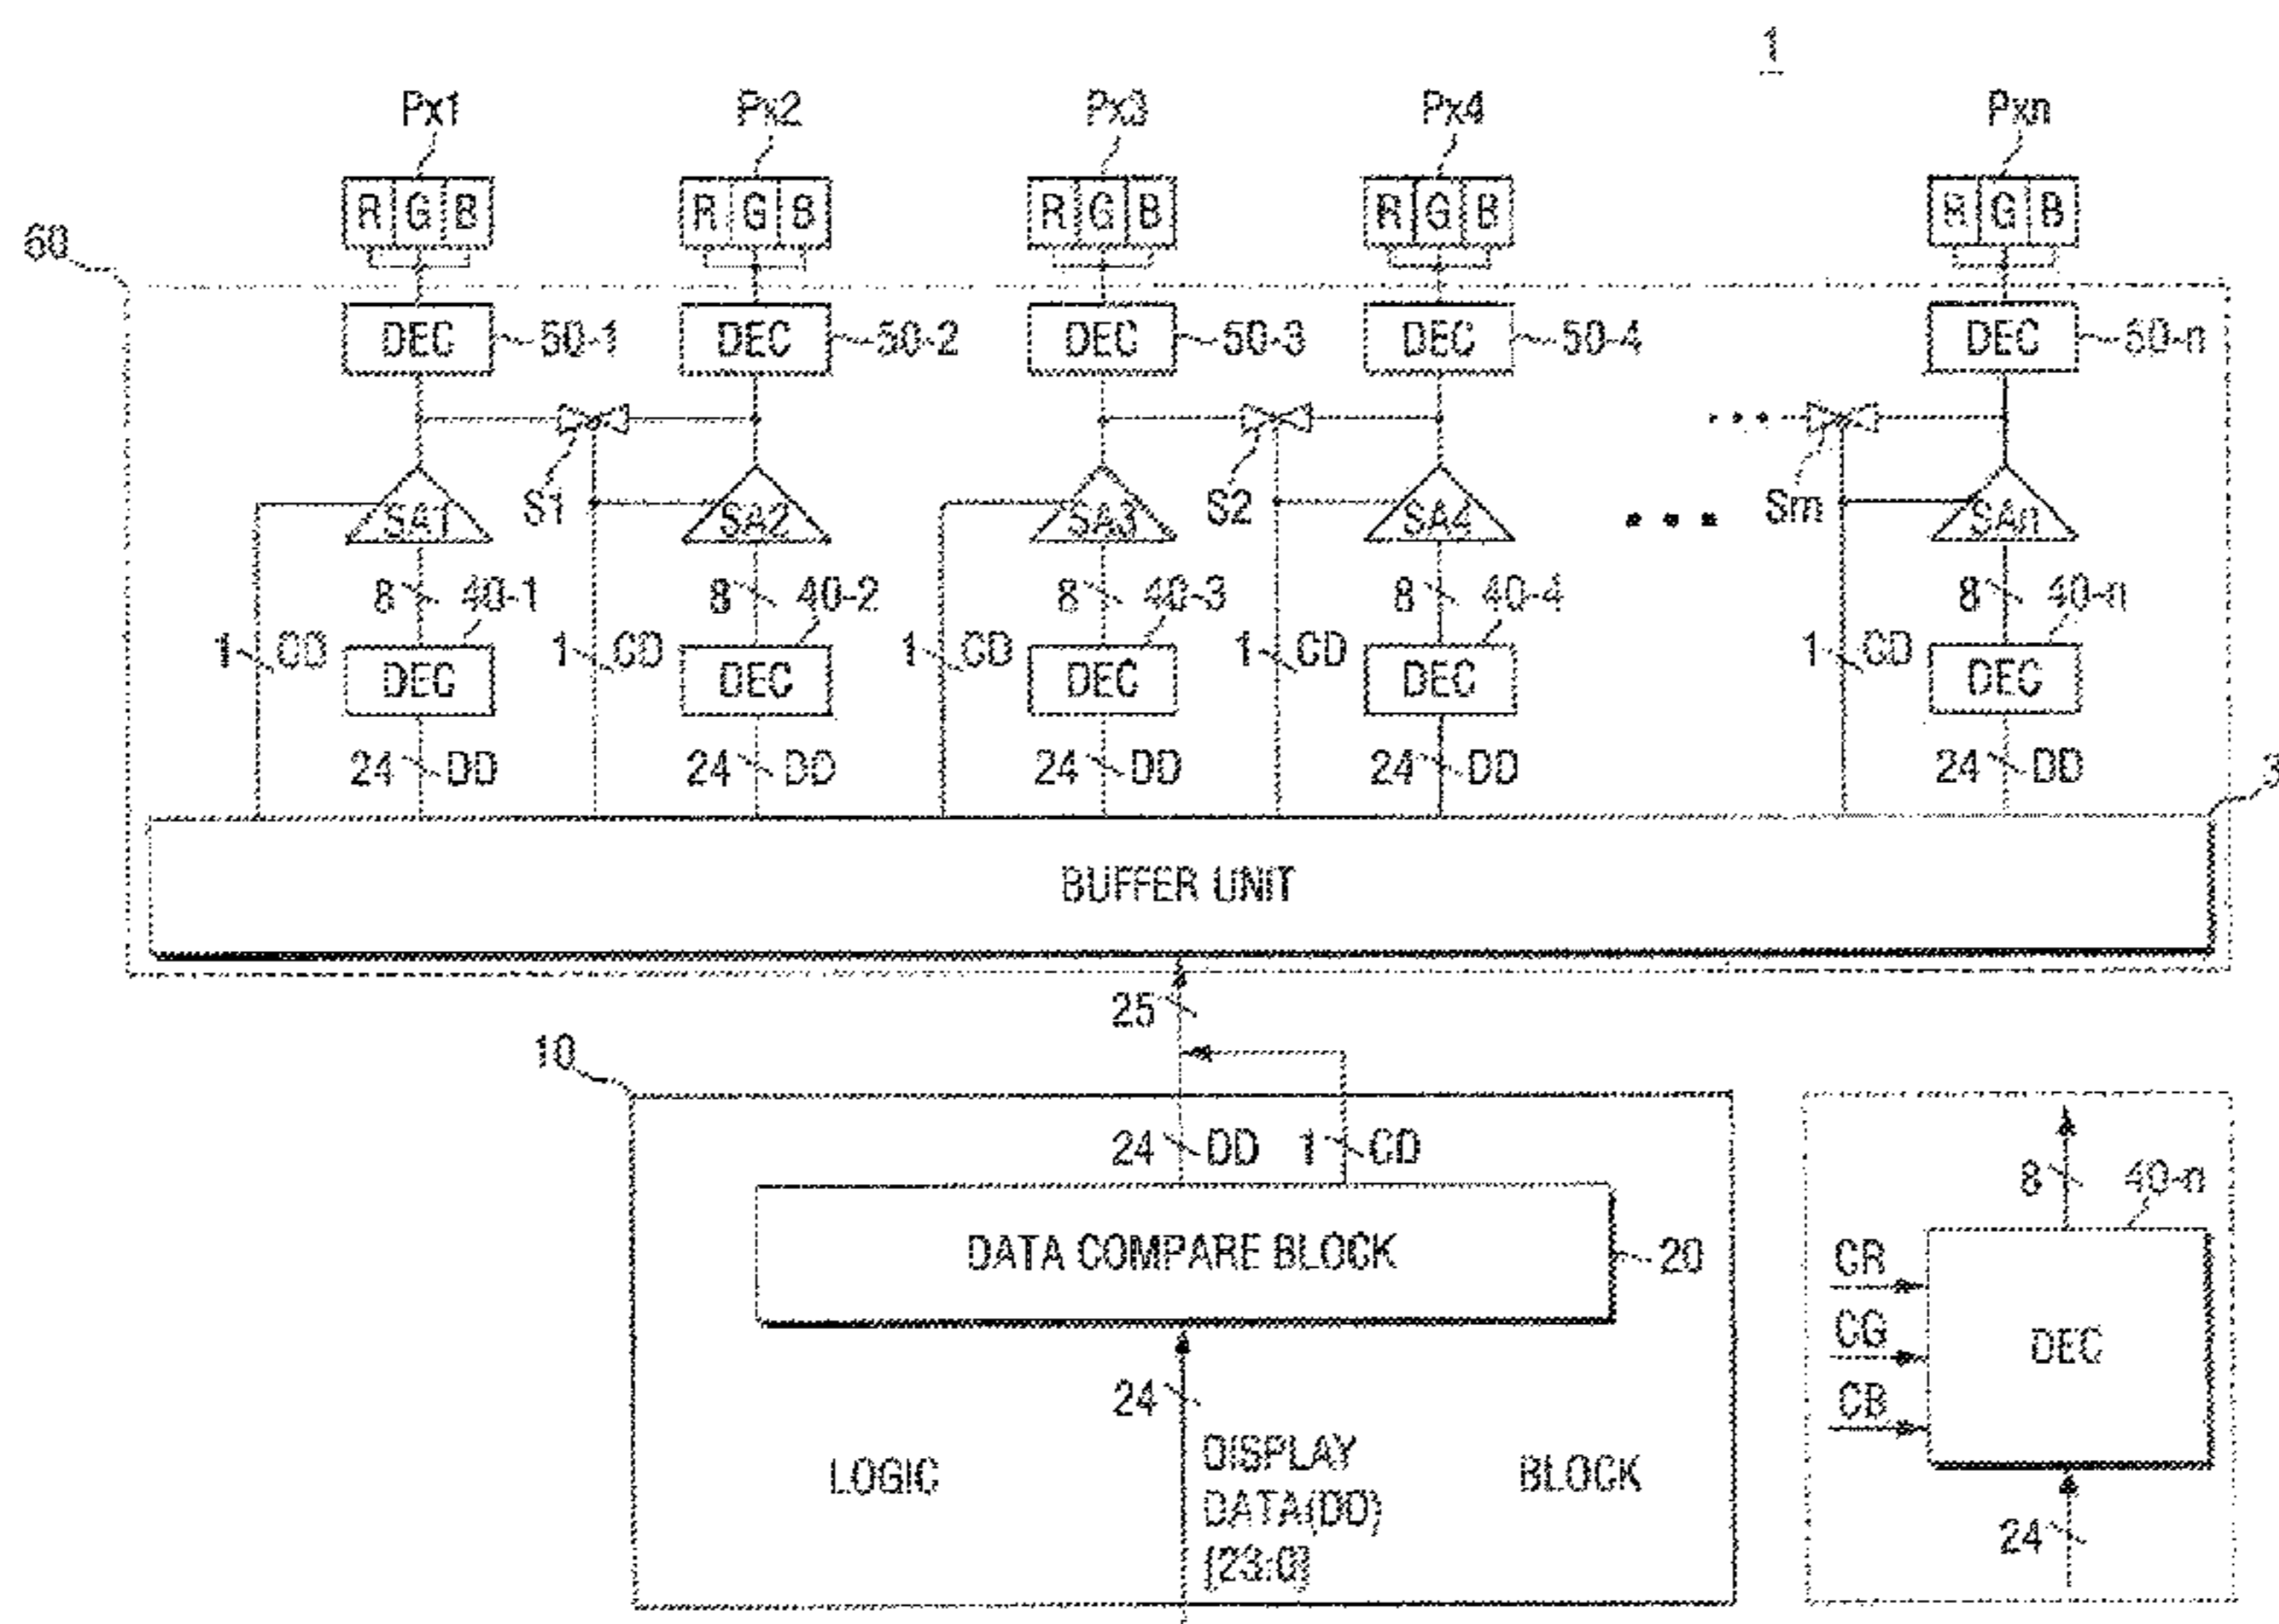 1
Px1 Px2 Px3 Px4 Pxn
R G B R G B R G B R G B R G B
60
DEC 50-1 DEC 50-2 DEC 50-3 DEC 50-4 DEC 50-n
S1 S2 Sm
SA1 SA2 SA3 SA4 SAn
8 40-1 8 40-2 8 40-3 8 40-4 8 40-n
1 CD 1 CD 1 CD 1 CD 1 CD
DEC DEC DEC DEC DEC
24 DD 24 DD 24 DD 24 DD 24 DD
3
BUFFER UNIT
25
10
24 DD 1 CD
DATA COMPARE BLOCK
20
24
DISPLAY
DATA(DD)
[23:0]
LOGIC BLOCK
8 40-n
CR
CG
CB
DEC
24